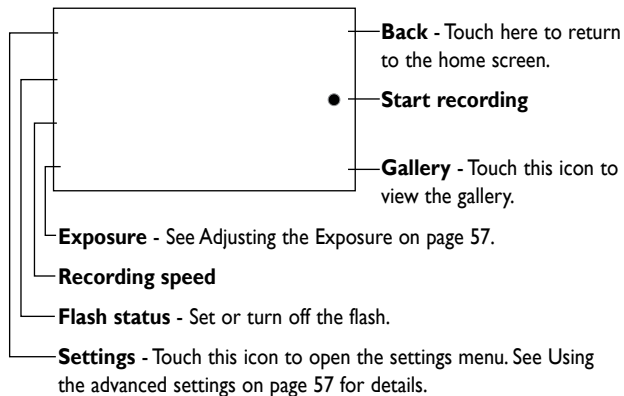 Back - Touch here to return
to the home screen.
Start recording
Gallery - Touch this icon to
view the gallery.
Exposure - See Adjusting the Exposure on page 57.
Recording speed
Flash status - Set or turn off the flash.
Settings - Touch this icon to open the settings menu. See Using
the advanced settings on page 57 for details.